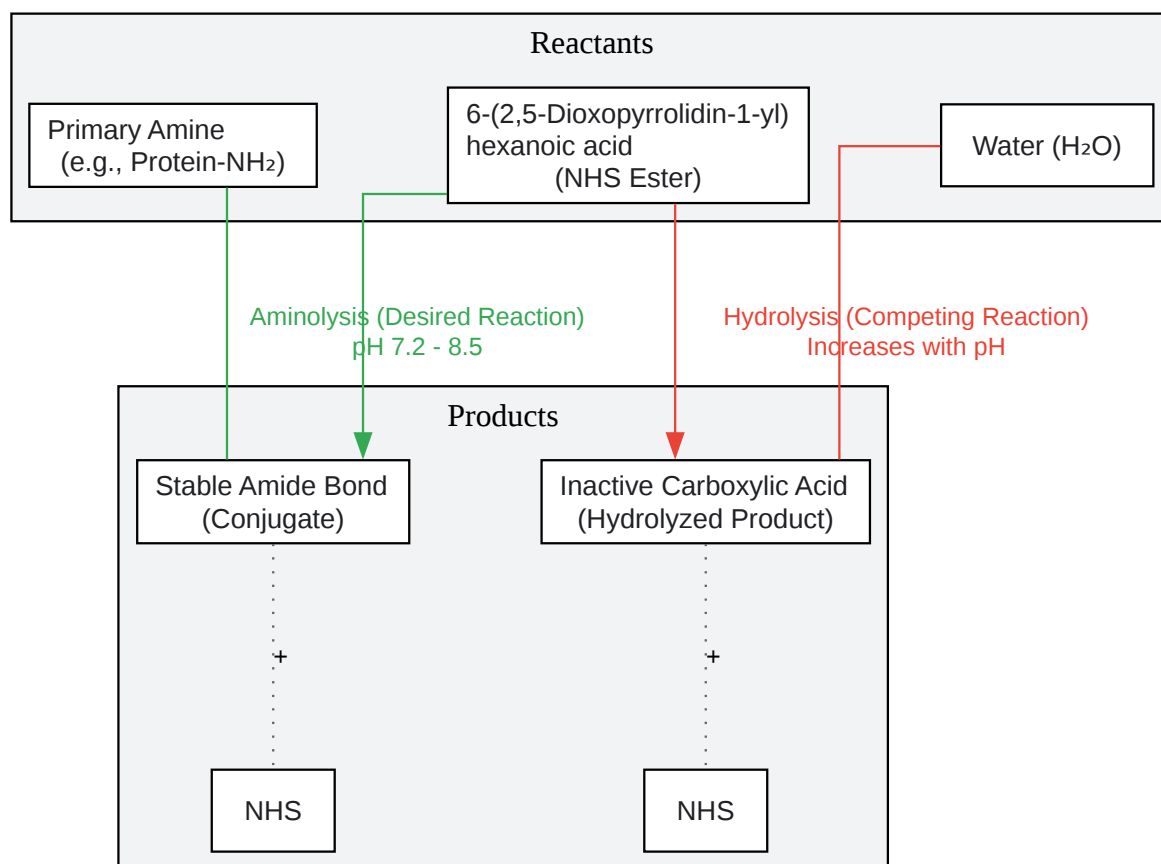 Reactants
Primary Amine
(e.g., Protein-NH₂)
6-(2,5-Dioxopyrrolidin-1-yl)
hexanoic acid
(NHS Ester)
Water (H₂O)
Aminolysis (Desired Reaction)
pH 7.2 - 8.5
Hydrolysis (Competing Reaction)
Increases with pH
Products
Stable Amide Bond
(Conjugate)
Inactive Carboxylic Acid
(Hydrolyzed Product)
+
+
NHS
NHS